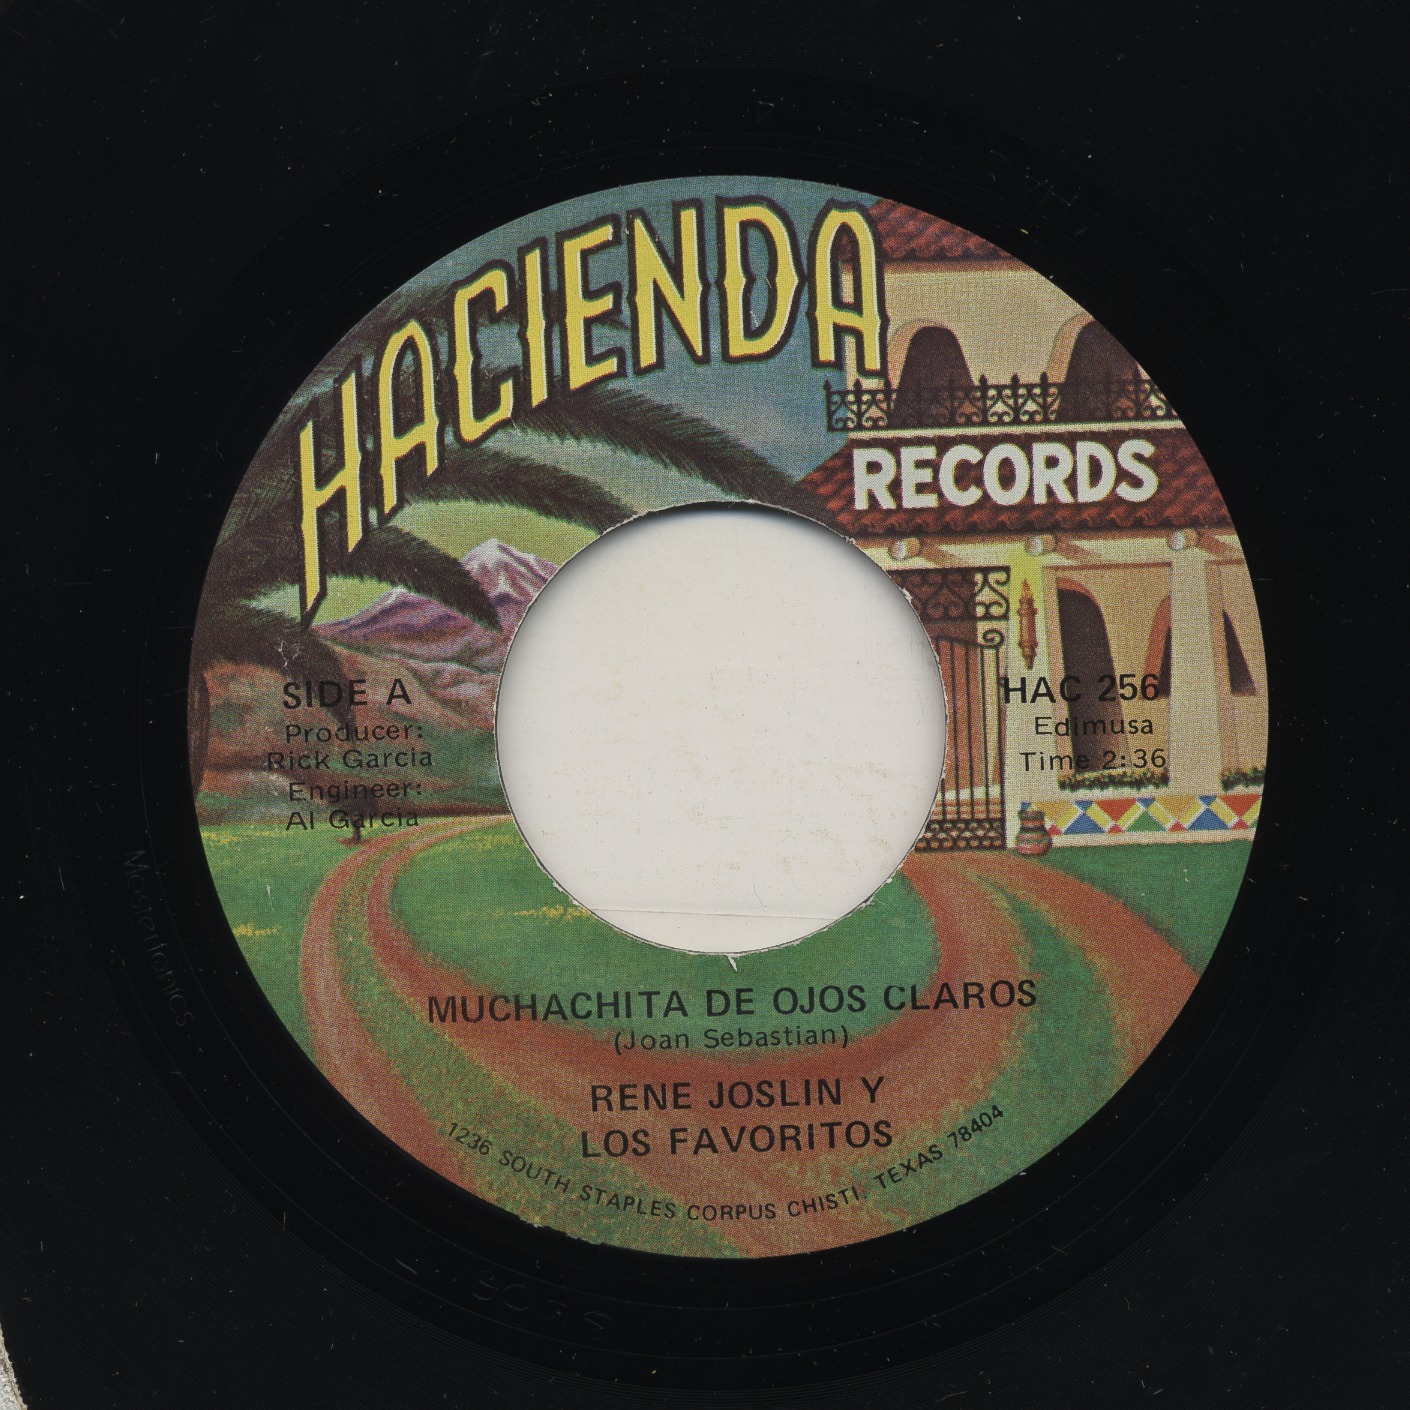 HACIENDA
RECORDS
SIDE A
Producer:
Rick Garcia
Engineer:
Al Garcia
HAC 256
Edimusa
Time 2:36
MUCHACHITA DE OJOS CLAROS
(Joan Sebastian)
RENE JOSLIN Y
LOS FAVORITOS
1236 SOUTH STAPLES CORPUS CHISTI, TEXAS 78404
Masterfonics